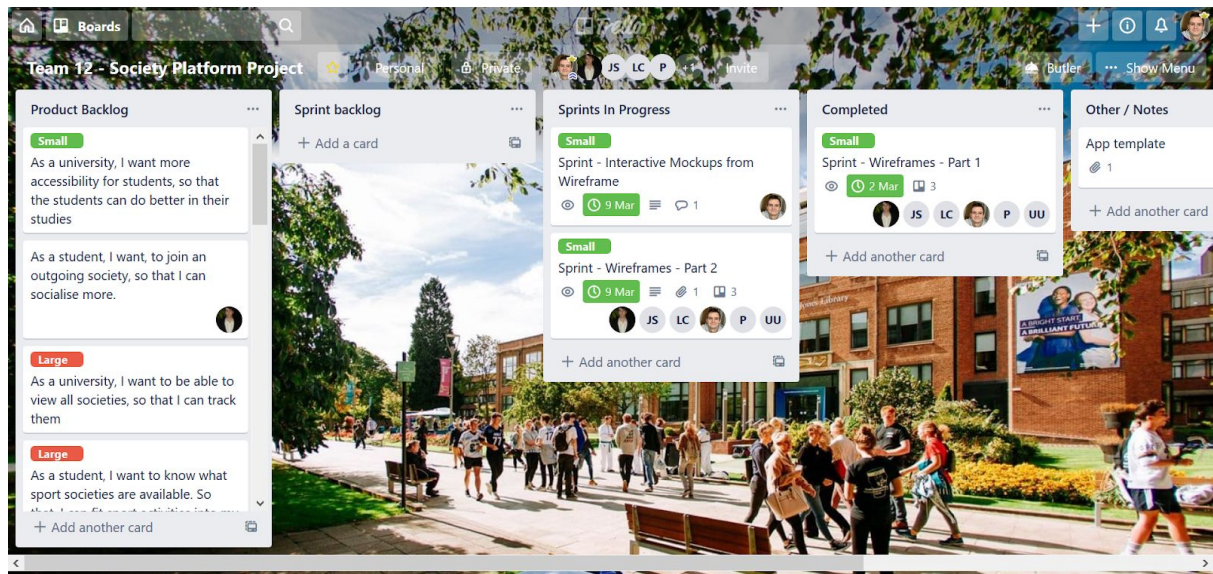 Boards
Trello
Team 12 - Society Platform Project
Personal
Private
JS
LC
P
+1
Invite
Butler
Show Menu
Product Backlog
Small
As a university, I want more
accessibility for students, so that
the students can do better in their
studies
As a student, I want, to join an
outgoing society, so that I can
socialise more.
Large
As a university, I want to be able to
view all societies, so that I can track
them
Large
As a student, I want to know what
sport societies are available. So
+ Add another card
Sprint backlog
+ Add a card
Sprints In Progress
Small
Sprint - Interactive Mockups from
Wireframe
9 Mar
1
Small
Sprint - Wireframes - Part 2
9 Mar
1
3
JS
LC
P
UU
+ Add another card
Completed
Small
Sprint - Wireframes - Part 1
2 Mar
3
JS
LC
P
UU
+ Add another card
Other / Notes
App template
1
+ Add another card
Library
A BRIGHT START
A BRILLIANT FUTURE